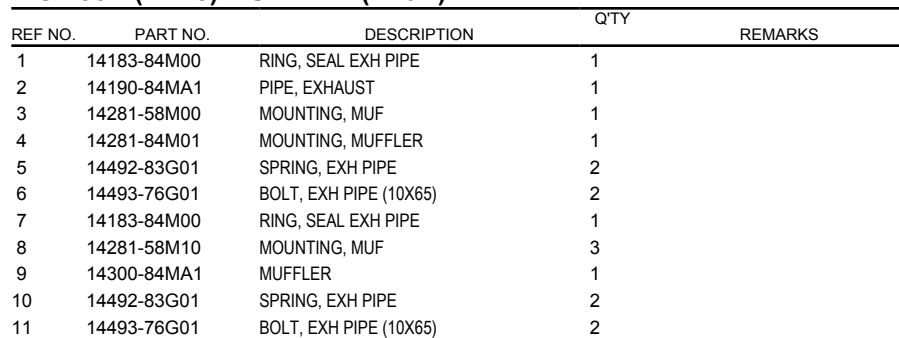 REF NO. PART NO. DESCRIPTION Q'TY REMARKS
1 14183-84M00 RING, SEAL EXH PIPE 1
2 14190-84MA1 PIPE, EXHAUST 1
3 14281-58M00 MOUNTING, MUF 1
4 14281-84M01 MOUNTING, MUFFLER 1
5 14492-83G01 SPRING, EXH PIPE 2
6 14493-76G01 BOLT, EXH PIPE (10X65) 2
7 14183-84M00 RING, SEAL EXH PIPE 1
8 14281-58M10 MOUNTING, MUF 3
9 14300-84MA1 MUFFLER 1
10 14492-83G01 SPRING, EXH PIPE 2
11 14493-76G01 BOLT, EXH PIPE (10X65) 2